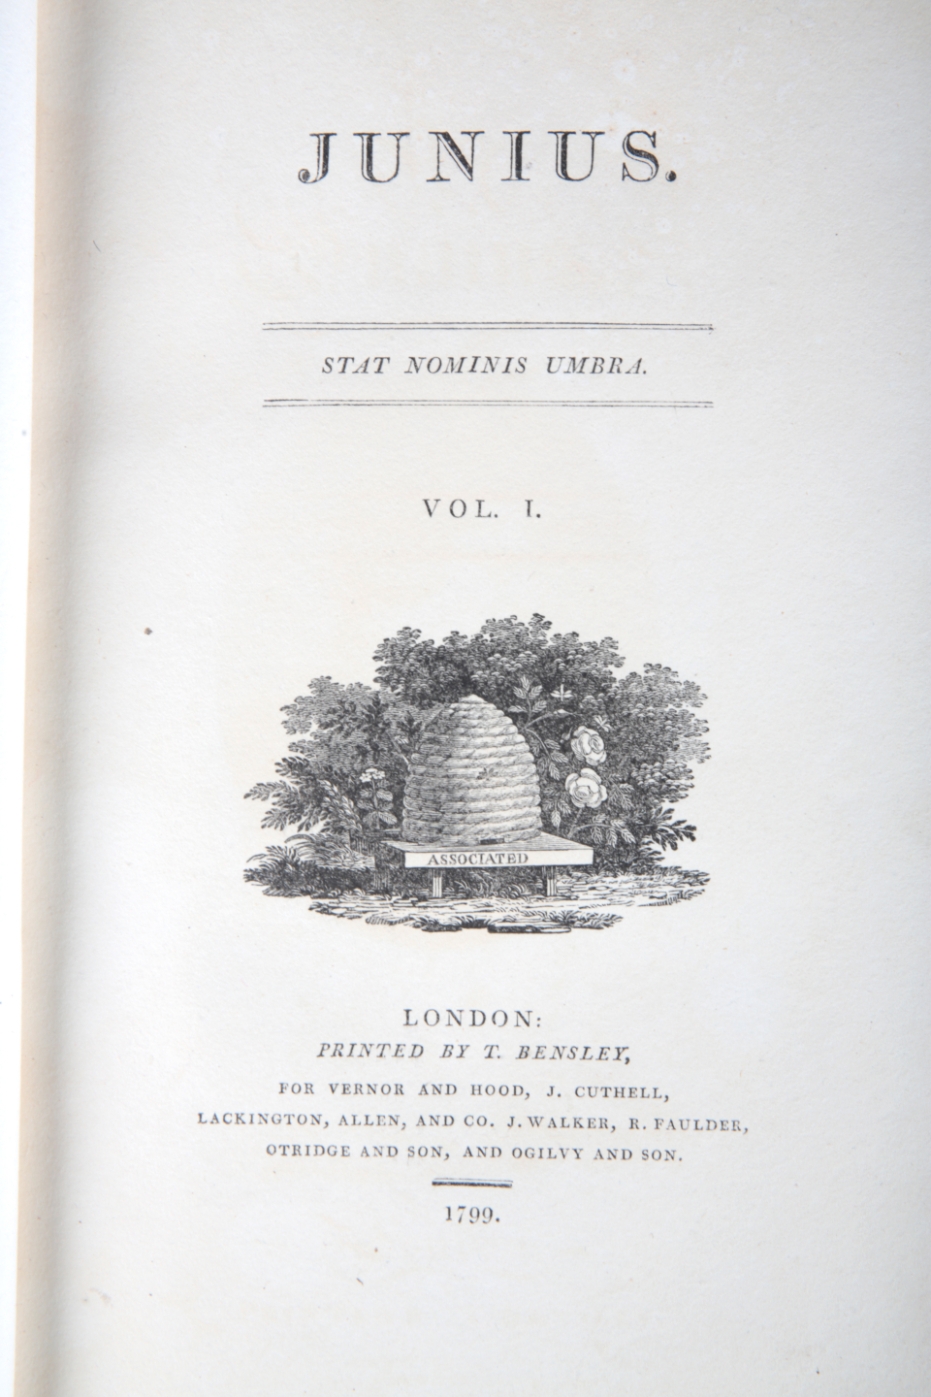 JUNIUS.
STAT NOMINIS UMBRA.
VOL. I.
ASSOCIATED
LONDON:
PRINTED BY T. BENSLEY,
FOR VERNOR AND HOOD, J. CUTHELL,
LACKINGTON, ALLEN, AND CO. J. WALKER, R. FAULDER,
OTRIDGE AND SON, AND OGILVY AND SON.
1799.